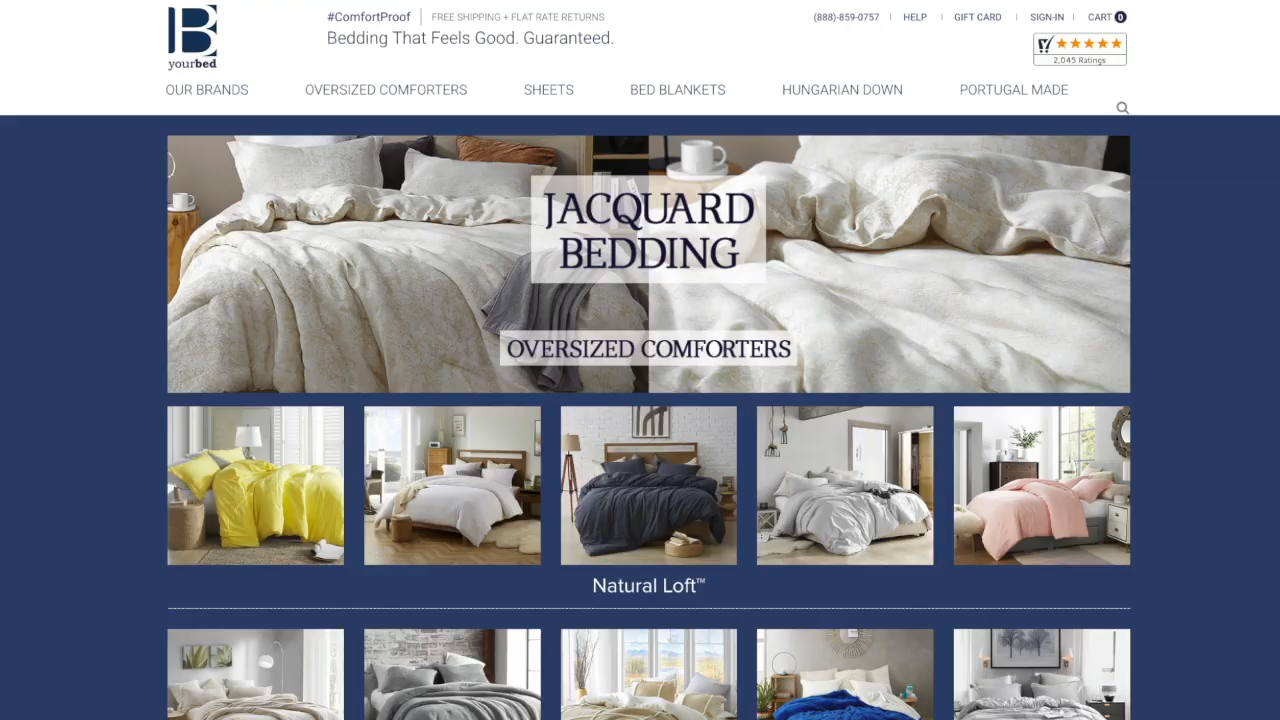 B
yourbed
#ComfortProof
FREE SHIPPING + FLAT RATE RETURNS
Bedding That Feels Good. Guaranteed.
(888)-859-0757
HELP
GIFT CARD
SIGN-IN
CART 0
2,045 Ratings
OUR BRANDS
OVERSIZED COMFORTERS
SHEETS
BED BLANKETS
HUNGARIAN DOWN
PORTUGAL MADE
JACQUARD
BEDDING
OVERSIZED COMFORTERS
Natural Loft™